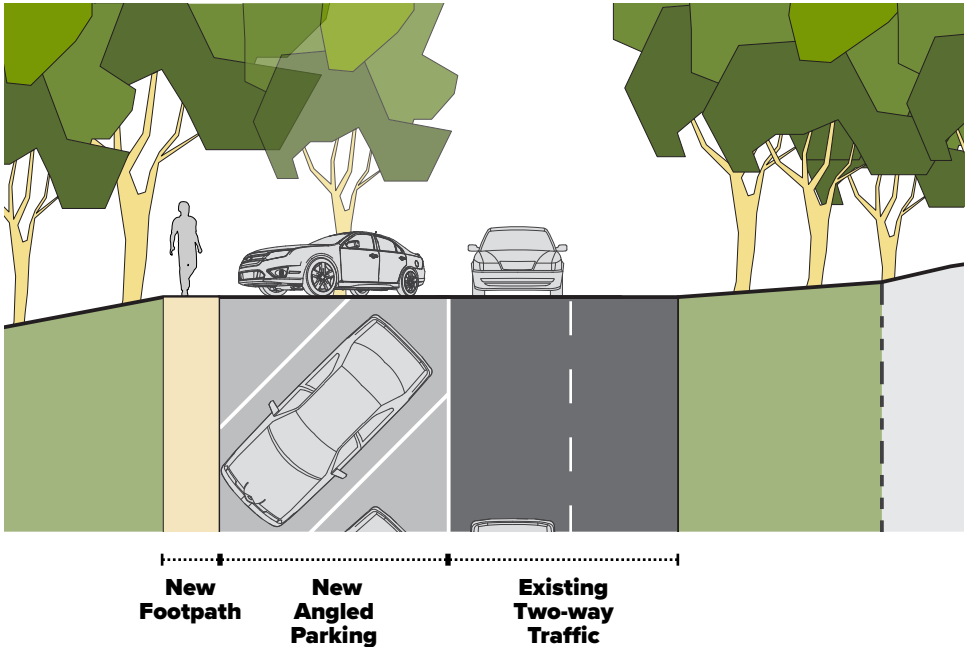 New
Footpath
New
Angled
Parking
Existing
Two-way
Traffic